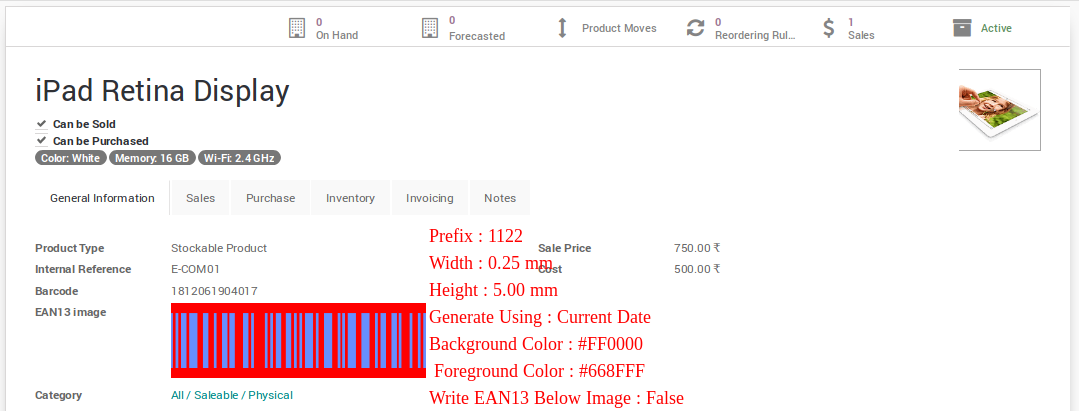 0
On Hand
0
Forecasted
Product Moves
0
Reordering Rul...
1
Sales
Active
iPad Retina Display
Can be Sold
Can be Purchased
Color: White Memory: 16 GB Wi-Fi: 2.4 GHz
General Information Sales Purchase Inventory Invoicing Notes
Prefix : 1122
Product Type Stockable Product Sale Price 750.00 ₹
Width : 0.25 mm
Internal Reference E-COM01 Cost 500.00 ₹
Height : 5.00 mm
Barcode 1812061904017
EAN13 image
Generate Using : Current Date
Background Color : #FF0000
Foreground Color : #668FFF
Category All / Saleable / Physical
Write EAN13 Below Image : False